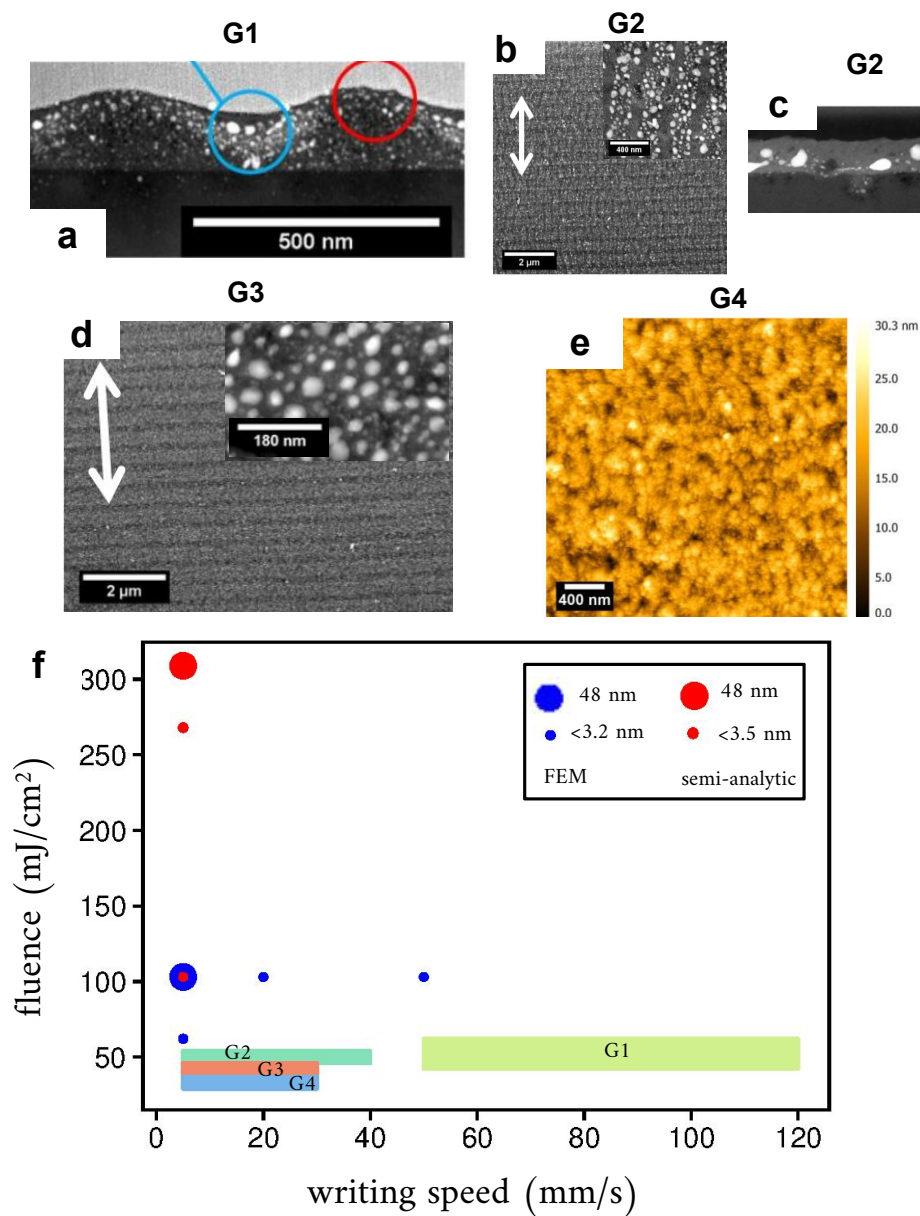 G1
a
500 nm
G2
b
400 nm
2 µm
G2
c
G3
d
180 nm
2 µm
G4
e
400 nm
30.3 nm
25.0
20.0
15.0
10.0
5.0
0.0
f
fluence (mJ/cm²)
300
250
200
150
100
50
48 nm
48 nm
<3.2 nm
<3.5 nm
FEM
semi-analytic
G2
G3
G4
G1
0 20 40 60 80 100 120
writing speed (mm/s)